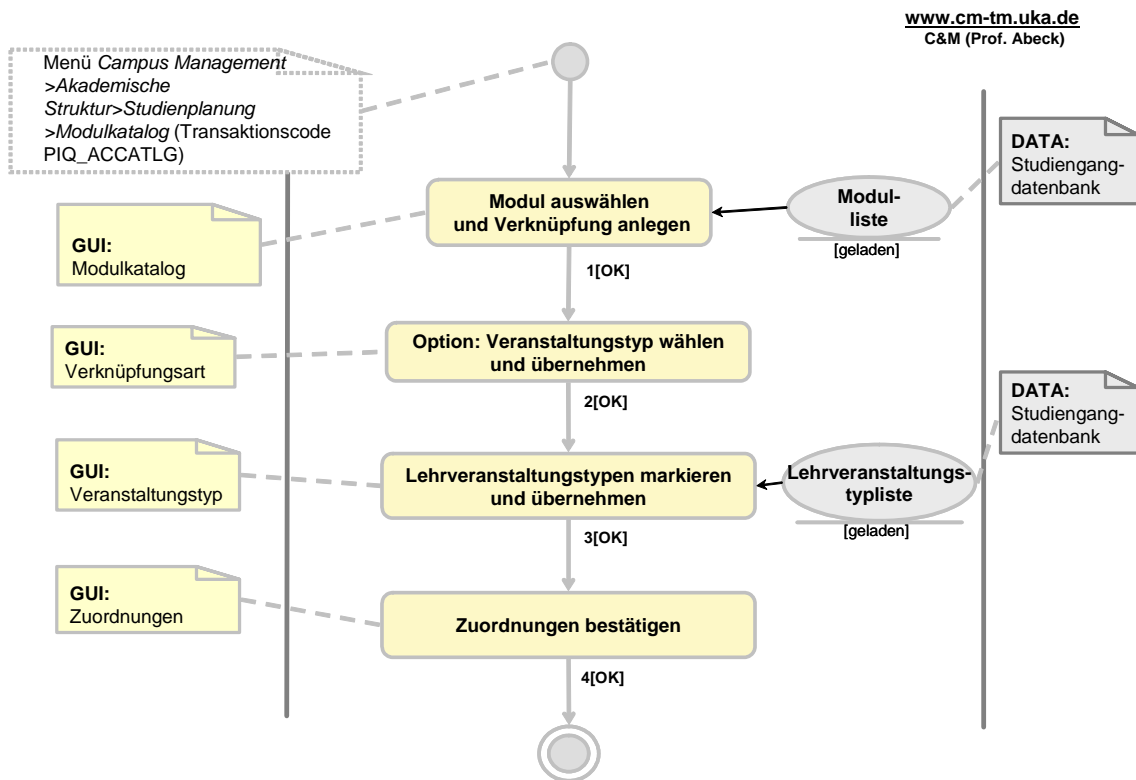 www.cm-tm.uka.de
C&M (Prof. Abeck)
Menü Campus Management
>Akademische
Struktur>Studienplanung
>Modulkatalog (Transaktionscode
PIQ_ACCATLG)
DATA:
Studiengang-
datenbank
Modul auswählen
und Verknüpfung anlegen
Modul-
liste
[geladen]
GUI:
Modulkatalog
1[OK]
Option: Veranstaltungstyp wählen
und übernehmen
GUI:
Verknüpfungsart
2[OK]
DATA:
Studiengang-
datenbank
GUI:
Veranstaltungstyp
Lehrveranstaltungstypen markieren
und übernehmen
Lehrveranstaltungs-
typliste
[geladen]
3[OK]
GUI:
Zuordnungen
Zuordnungen bestätigen
4[OK]